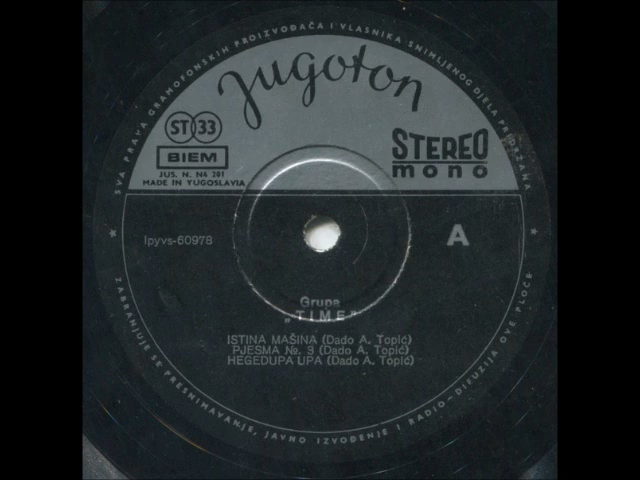 SVA PRAVA GRAMOFONSKIH PROIZVOĐAČA I VLASNIKA SNIMLJENOG DJELA PRIDRŽANA
Jugoton
ST 33
STEREO
BIEM
mono
JUS. N. N4 201
MADE IN YUGOSLAVIA
lpyvs-60978
A
Grupa
„TIME"
ISTINA MAŠINA (Dado A. Topić)
PJESMA No. 3 (Dado A. Topić)
HEGEDUPA UPA (Dado A. Topić)
ZABRANJUJE SE PRESNIMAVANJE, JAVNO IZVOĐENJE I RADIO-DIFUZIJA OVE PLOČE